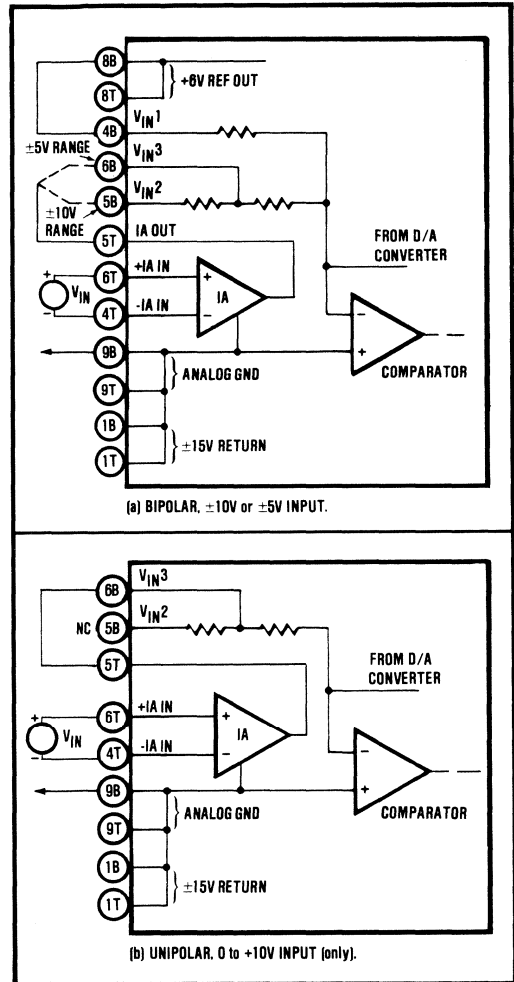 8B
+6V REF OUT
8T
VIN1
4B
±5V RANGE
VIN3
6B
VIN2
5B
±10V
RANGE
IA OUT
5T
FROM D/A
CONVERTER
+
6T
+IA IN
+
VIN
IA
-
4T
-IA IN
-
-
+
9B
COMPARATOR
ANALOG GND
9T
1B
±15V RETURN
1T
(a) BIPOLAR, ±10V or ±5V INPUT.
VIN3
6B
VIN2
NC 5B
5T
FROM D/A
CONVERTER
+
6T
+IA IN
+
VIN
IA
-
4T
-IA IN
-
-
+
9B
COMPARATOR
ANALOG GND
9T
1B
±15V RETURN
1T
(b) UNIPOLAR, 0 to +10V INPUT (only).